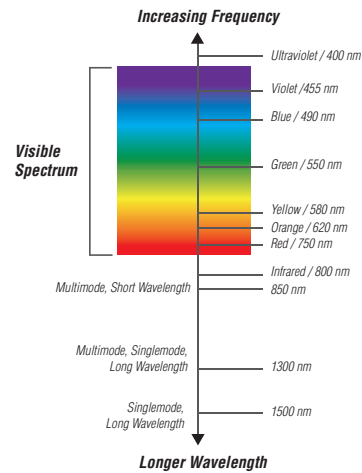 Increasing Frequency
Ultraviolet / 400 nm
Violet /455 nm
Blue / 490 nm
Visible
Spectrum
Green / 550 nm
Yellow / 580 nm
Orange / 620 nm
Red / 750 nm
Infrared / 800 nm
Multimode, Short Wavelength
850 nm
Multimode, Singlemode,
Long Wavelength
1300 nm
Singlemode,
Long Wavelength
1500 nm
Longer Wavelength